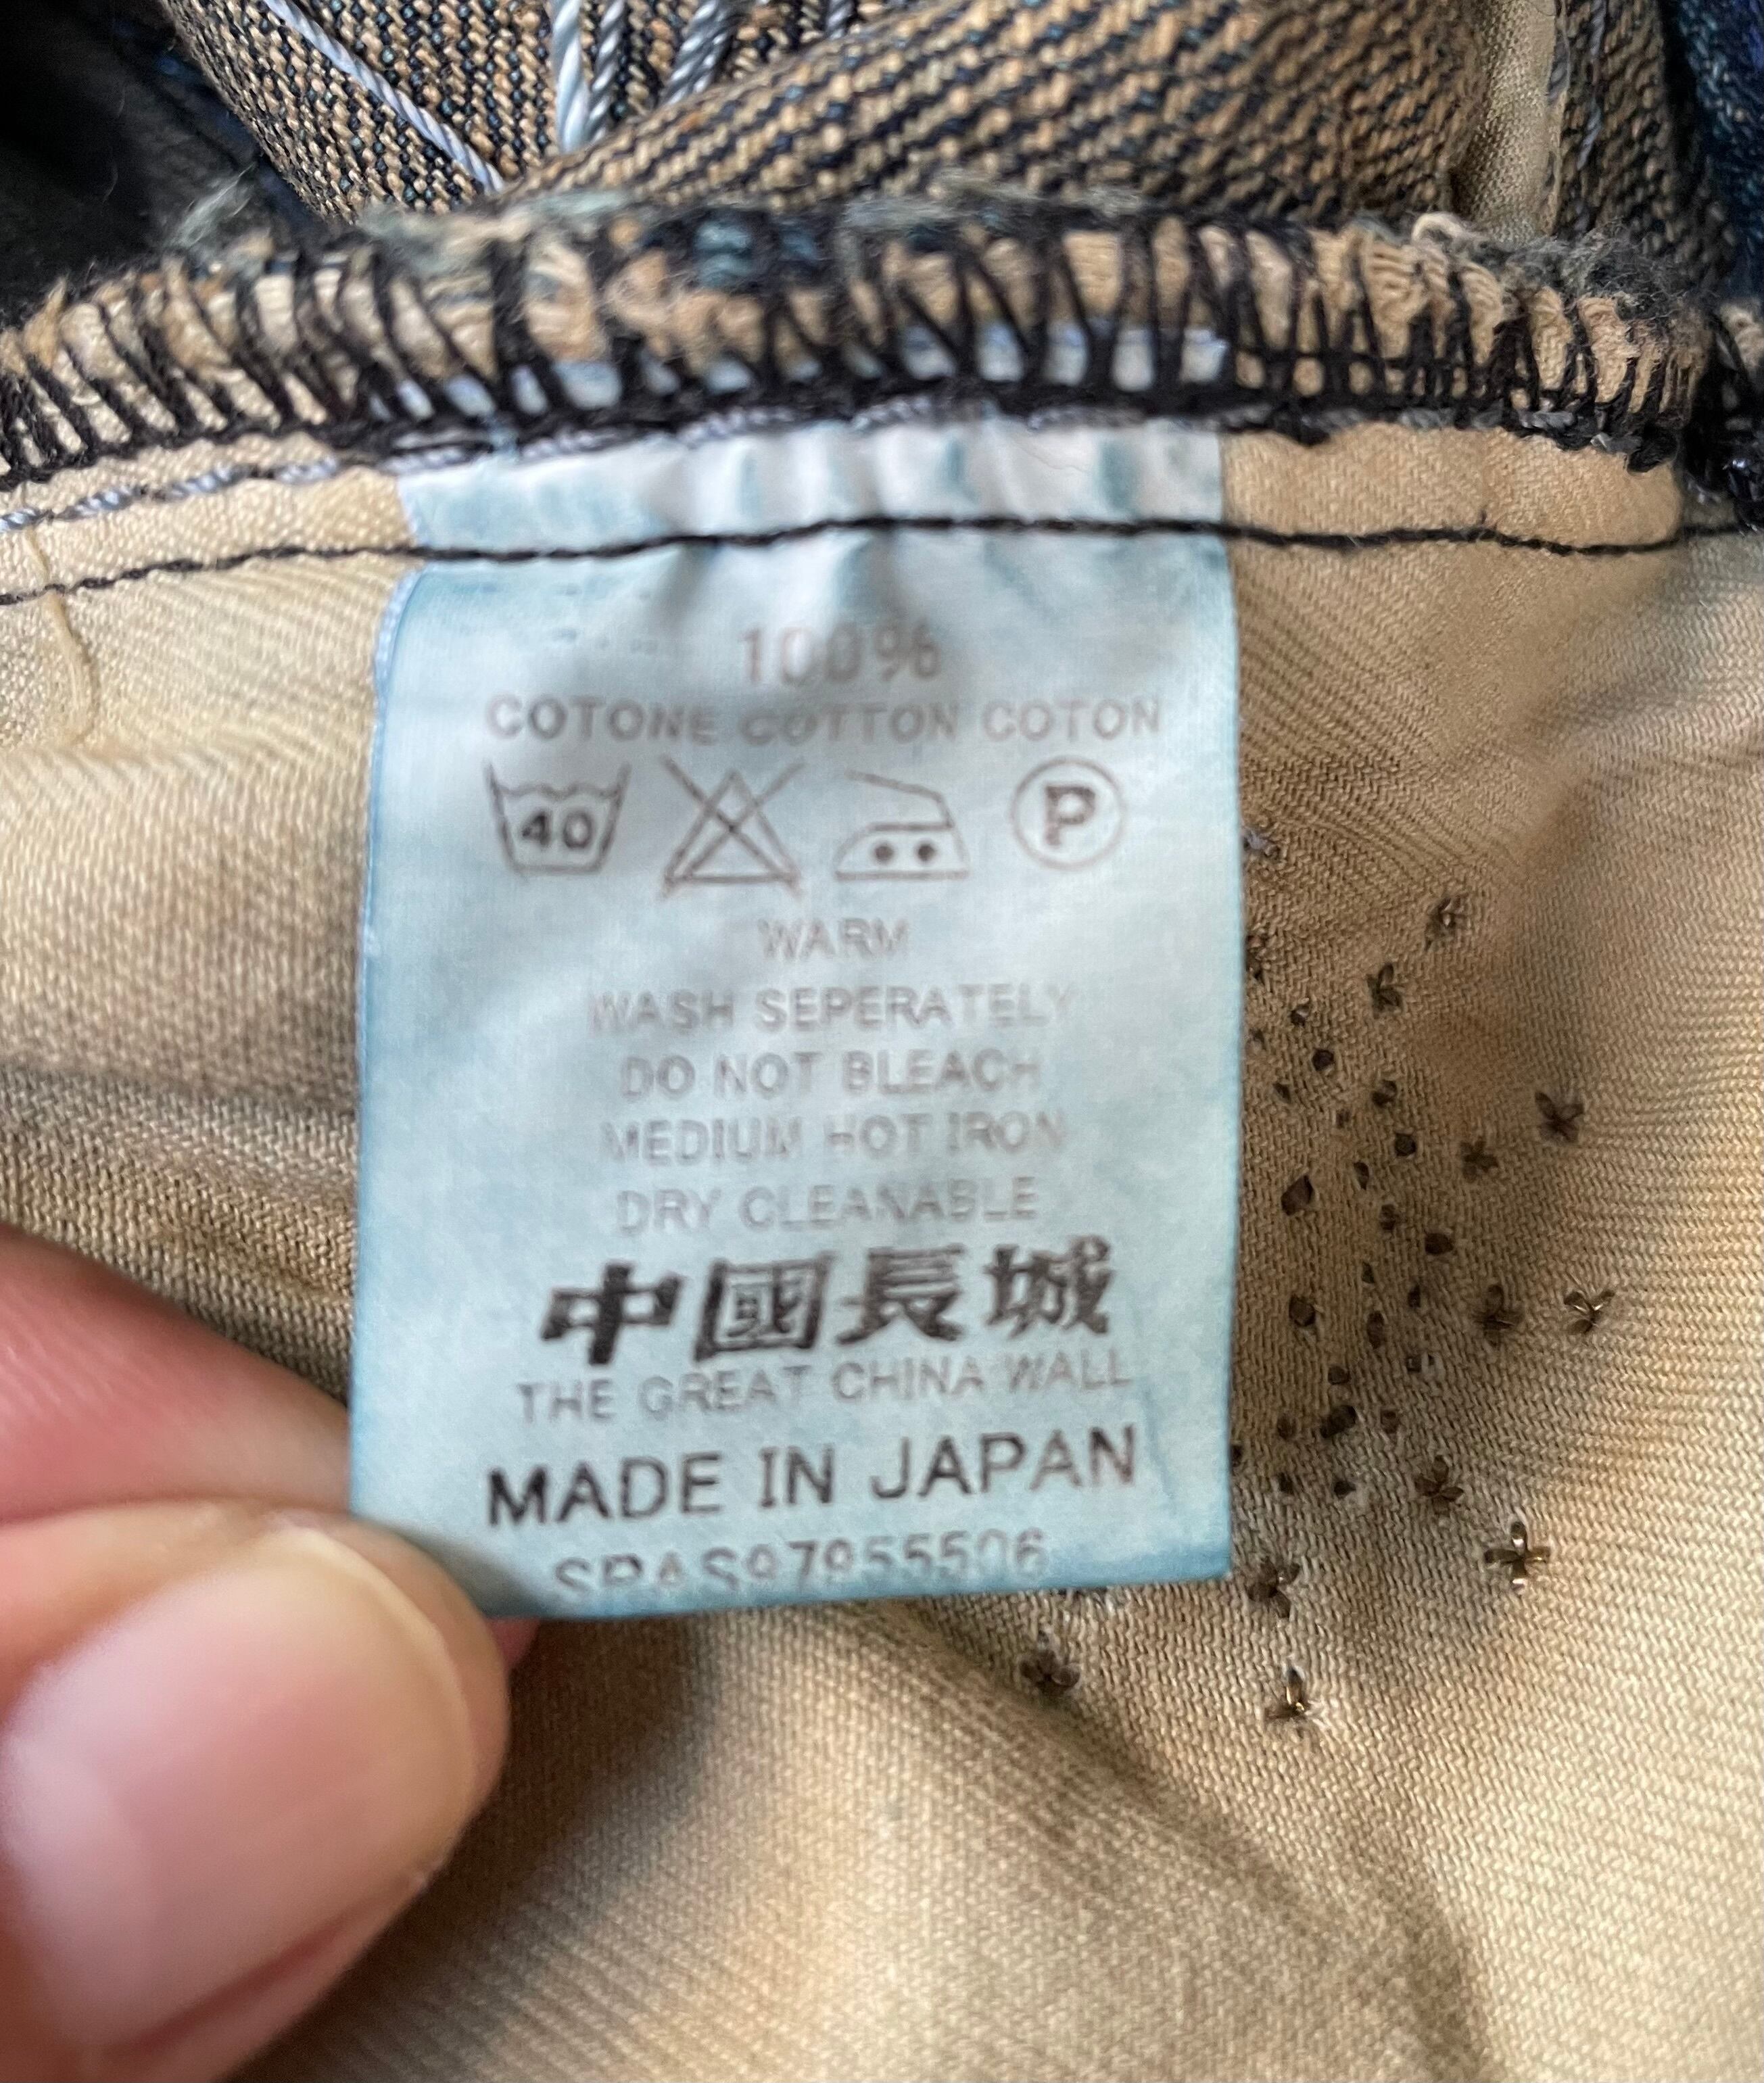 100%
COTONE COTTON COTON
40 P
WARM
WASH SEPERATELY
DO NOT BLEACH
MEDIUM HOT IRON
DRY CLEANABLE
中國長城
THE GREAT CHINA WALL
MADE IN JAPAN
SPAS97955506